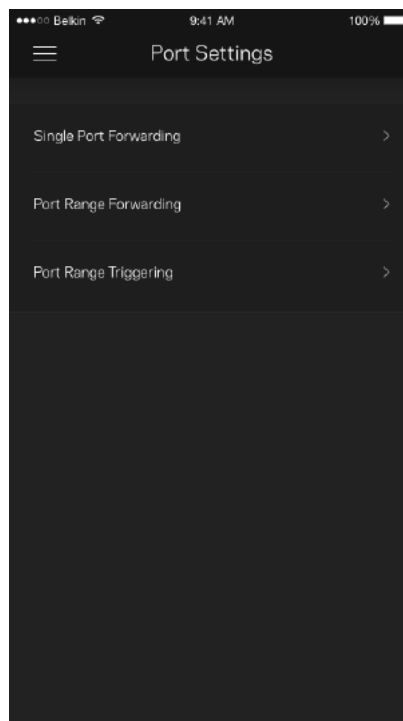 Belkin 9:41 AM 100%
Port Settings
Single Port Forwarding
Port Range Forwarding
Port Range Triggering